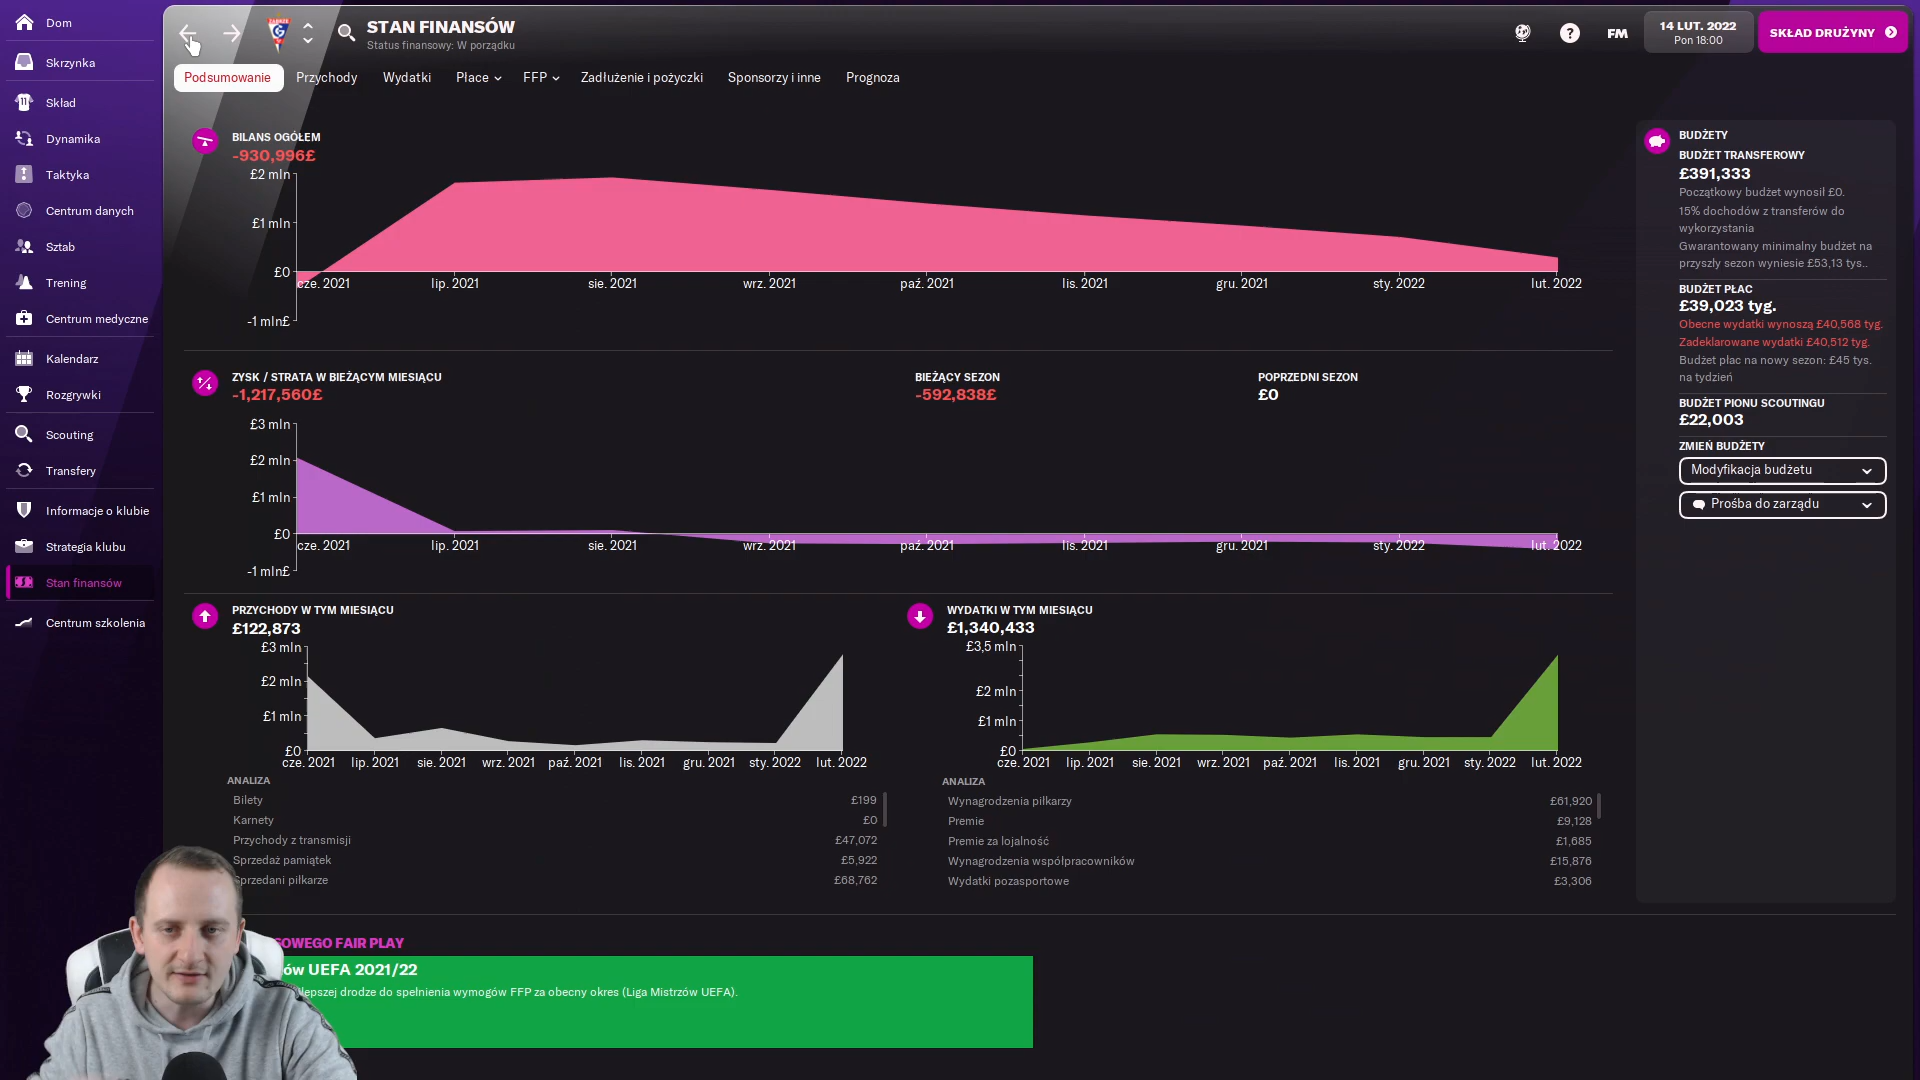 Dom
Skrzynka
Skład
Dynamika
Taktyka
Centrum danych
Sztab
Trening
Centrum medyczne
Kalendarz
Rozgrywki
Scouting
Transfery
Informacje o klubie
Strategia klubu
Stan finansów
Centrum szkolenia
STAN FINANSÓW
Status finansowy: W porządku
FM
14 LUT. 2022
Pon 18:00
SKŁAD DRUŻYNY
Podsumowanie Przychody Wydatki Płace FFP Zadłużenie i pożyczki Sponsorzy i inne Prognoza
BILANS OGÓŁEM
-930,996£
£2 mln
£1 mln
£0
-1 mln£
cze. 2021 lip. 2021 sie. 2021 wrz. 2021 paź. 2021 lis. 2021 gru. 2021 sty. 2022 lut. 2022
ZYSK / STRATA W BIEŻĄCYM MIESIĄCU
-1,217,560£
BIEŻĄCY SEZON
-592,838£
POPRZEDNI SEZON
£0
£3 mln
£2 mln
£1 mln
£0
-1 mln£
cze. 2021 lip. 2021 sie. 2021 wrz. 2021 paź. 2021 lis. 2021 gru. 2021 sty. 2022 lut. 2022
PRZYCHODY W TYM MIESIĄCU
£122,873
£3 mln
£2 mln
£1 mln
£0
cze. 2021 lip. 2021 sie. 2021 wrz. 2021 paź. 2021 lis. 2021 gru. 2021 sty. 2022 lut. 2022
ANALIZA
Bilety £199
Karnety £0
Przychody z transmisji £47,072
Sprzedaż pamiątek £5,922
Sprzedani piłkarze £68,762
WYDATKI W TYM MIESIĄCU
£1,340,433
£3,5 mln
£2 mln
£1 mln
£0
cze. 2021 lip. 2021 sie. 2021 wrz. 2021 paź. 2021 lis. 2021 gru. 2021 sty. 2022 lut. 2022
ANALIZA
Wynagrodzenia piłkarzy £61,920
Premie £9,128
Premie za lojalność £1,685
Wynagrodzenia współpracowników £15,876
Wydatki pozasportowe £3,306
SOWEGO FAIR PLAY
ów UEFA 2021/22
lepszej drodze do spełnienia wymogów FFP za obecny okres (Liga Mistrzów UEFA).
BUDŻETY
BUDŻET TRANSFEROWY
£391,333
Początkowy budżet wynosił £0.
15% dochodów z transferów do
wykorzystania
Gwarantowany minimalny budżet na
przyszły sezon wyniesie £53,13 tys..
BUDŻET PŁAC
£39,023 tyg.
Obecne wydatki wynoszą £40,568 tyg.
Zadeklarowane wydatki £40,512 tyg.
Budżet płac na nowy sezon: £45 tys.
na tydzień
BUDŻET PIONU SCOUTINGU
£22,003
ZMIEŃ BUDŻETY
Modyfikacja budżetu
Prośba do zarządu